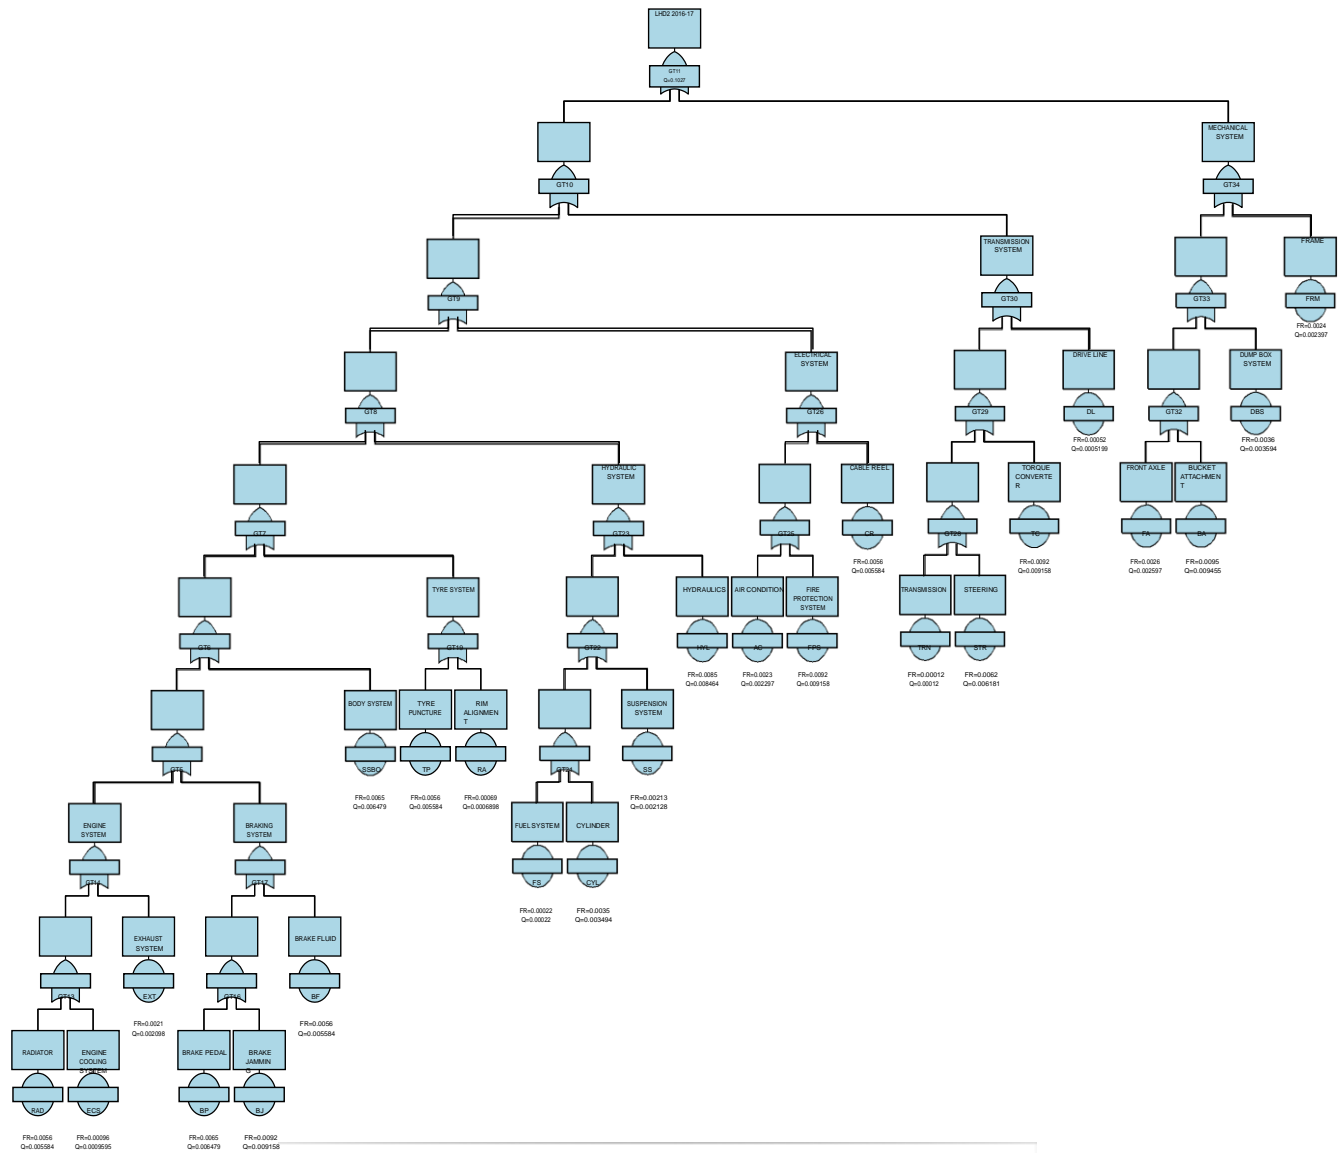 LHD2 2016-17
GT11
Q=0.1027
MECHANICAL
SYSTEM
GT10
GT34
TRANSMISSION
SYSTEM
FRAME
GT9
GT30
GT33
FRM
FR=0.0024
Q=0.002397
ELECTRICAL
SYSTEM
DRIVE LINE
DUMP BOX
SYSTEM
GT8
GT26
GT29
DL
GT32
DBS
FR=0.00052
Q=0.0005199
FR=0.0036
Q=0.003594
HYDRAULIC
SYSTEM
CABLE REEL
TORQUE
CONVERTE
R
FRONT AXLE
BUCKET
ATTACHMEN
T
GT7
GT23
GT25
CR
GT28
TC
FA
BA
FR=0.0056
Q=0.005584
FR=0.0092
Q=0.009158
FR=0.0026
Q=0.002597
FR=0.0095
Q=0.009455
TYRE SYSTEM
HYDRAULICS
AIR CONDITION
FIRE
PROTECTION
SYSTEM
TRANSMISSION
STEERING
GT6
GT19
GT22
HYL
AC
FPS
TRN
STR
FR=0.0085
Q=0.008464
FR=0.0023
Q=0.002297
FR=0.0092
Q=0.009158
FR=0.00012
Q=0.00012
FR=0.0062
Q=0.006181
BODY SYSTEM
TYRE
PUNCTURE
RIM
ALIGNMEN
T
SUSPENSION
SYSTEM
GT5
SSBO
TP
RA
GT21
SS
FR=0.0065
Q=0.006479
FR=0.0056
Q=0.005584
FR=0.00069
Q=0.0006898
FR=0.00213
Q=0.002128
ENGINE
SYSTEM
BRAKING
SYSTEM
FUEL SYSTEM
CYLINDER
GT14
GT17
FS
CYL
FR=0.00022
Q=0.00022
FR=0.0035
Q=0.003494
EXHAUST
SYSTEM
BRAKE FLUID
GT13
EXT
GT16
BF
FR=0.0021
Q=0.002098
FR=0.0056
Q=0.005584
RADIATOR
ENGINE
COOLING
SYSTEM
BRAKE PEDAL
BRAKE
JAMMIN
G
RAD
ECS
BP
BJ
FR=0.0056
Q=0.005584
FR=0.00096
Q=0.0009595
FR=0.0065
Q=0.006479
FR=0.0092
Q=0.009158